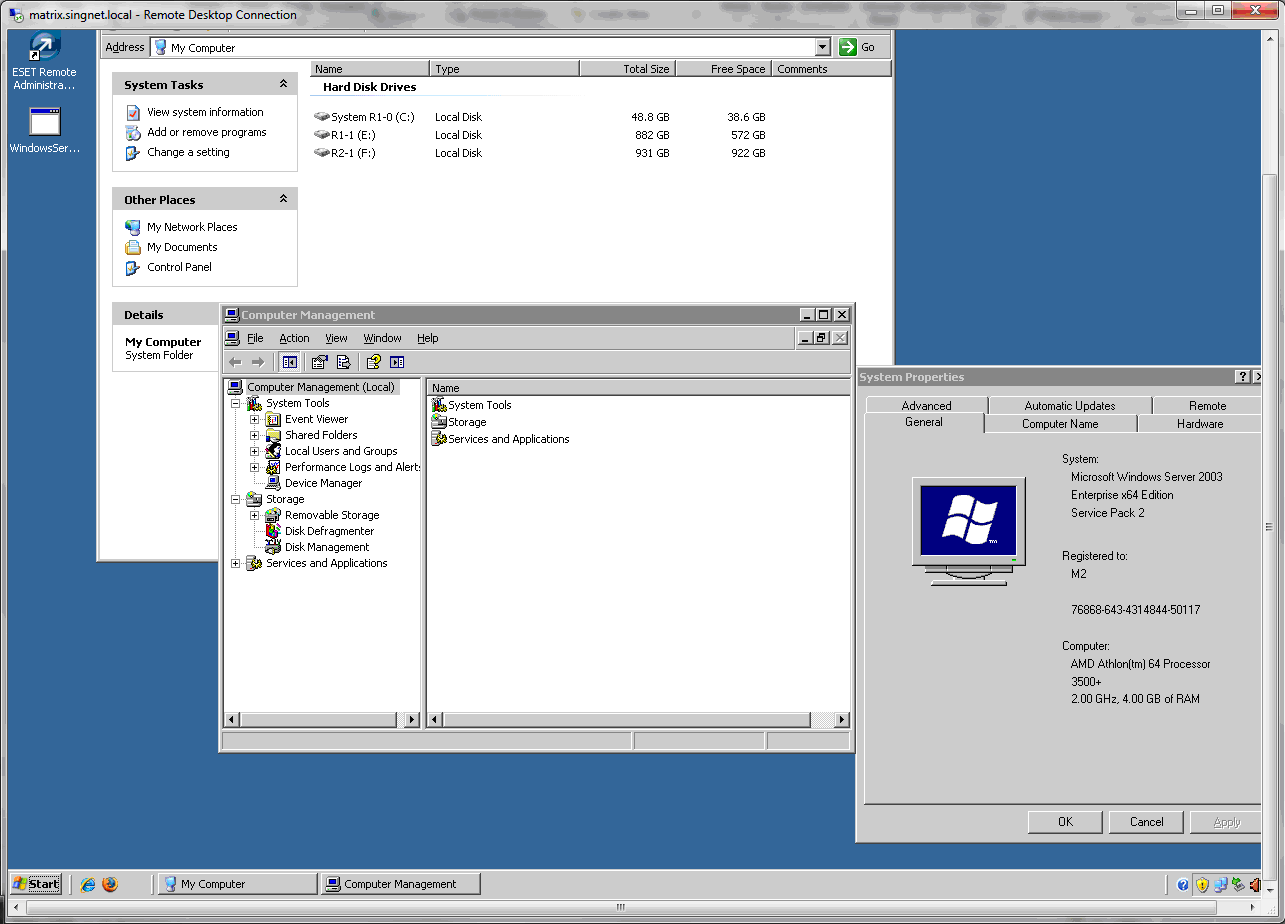 matrix.singnet.local - Remote Desktop Connection
ESET Remote
Administra...
WindowsSer...
Address My Computer Go
System Tasks
View system information
Add or remove programs
Change a setting
Other Places
My Network Places
My Documents
Control Panel
Details
My Computer
System Folder
Name Type Total Size Free Space Comments
Hard Disk Drives
System R1-0 (C:) Local Disk 48.8 GB 38.6 GB
R1-1 (E:) Local Disk 882 GB 572 GB
R2-1 (F:) Local Disk 931 GB 922 GB
Computer Management
File Action View Window Help
Computer Management (Local)
System Tools
Event Viewer
Shared Folders
Local Users and Groups
Performance Logs and Alerts
Device Manager
Storage
Removable Storage
Disk Defragmenter
Disk Management
Services and Applications
Name
System Tools
Storage
Services and Applications
System Properties
Advanced Automatic Updates Remote
General Computer Name Hardware
System:
Microsoft Windows Server 2003
Enterprise x64 Edition
Service Pack 2
Registered to:
M2
76868-643-4314844-50117
Computer:
AMD Athlon(tm) 64 Processor
3500+
2.00 GHz, 4.00 GB of RAM
OK Cancel Apply
Start My Computer Computer Management